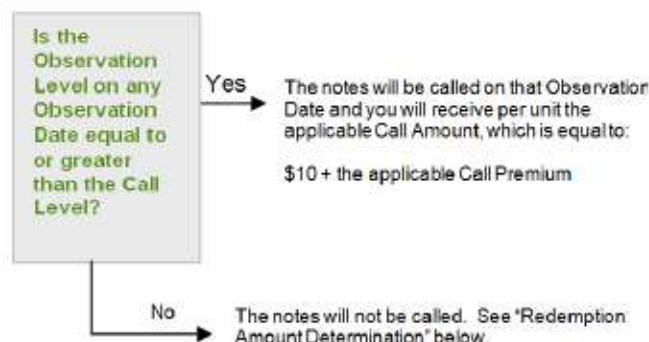 Is the
Observation
Level on any
Observation
Date equal to
or greater
than the Call
Level?
Yes
The notes will be called on that Observation
Date and you will receive per unit the
applicable Call Amount, which is equal to:
$10 + the applicable Call Premium
No
The notes will not be called. See "Redemption
Amount Determination" below.